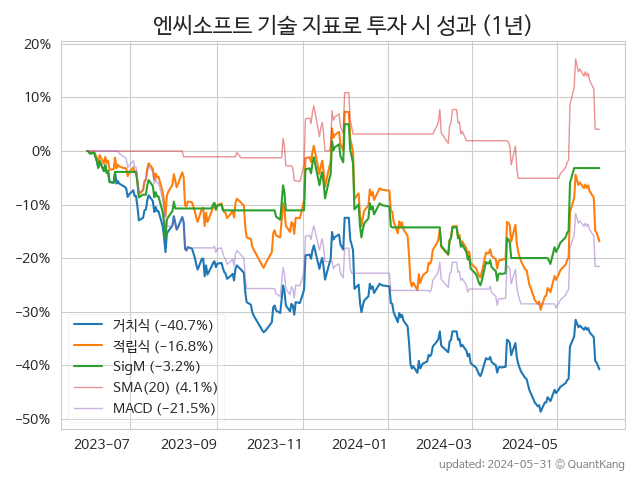 엔씨소프트 기술 지표로 투자 시 성과 (1년)
20%
10%
0%
−10%
−20%
−30%
−40%
−50%
거치식 (−40.7%)
적립식 (−16.8%)
SigM (−3.2%)
SMA(20) (4.1%)
MACD (−21.5%)
2023−07 2023−09 2023−11 2024−01 2024−03 2024−05
updated: 2024−05−31 © QuantKang